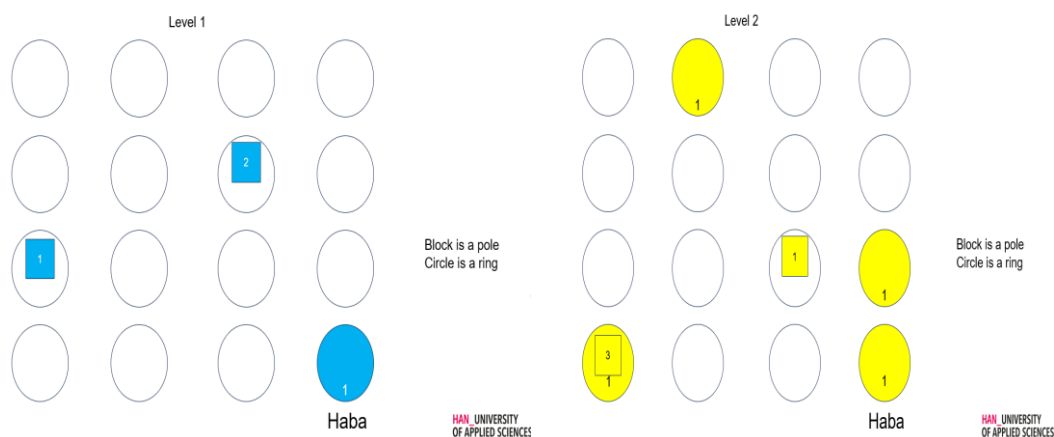 Level 1
2
1
Block is a pole
Circle is a ring
1
Haba
HAN_UNIVERSITY
OF APPLIED SCIENCES
Level 2
1
1
Block is a pole
Circle is a ring
1
3
1
1
Haba
HAN_UNIVERSITY
OF APPLIED SCIENCES